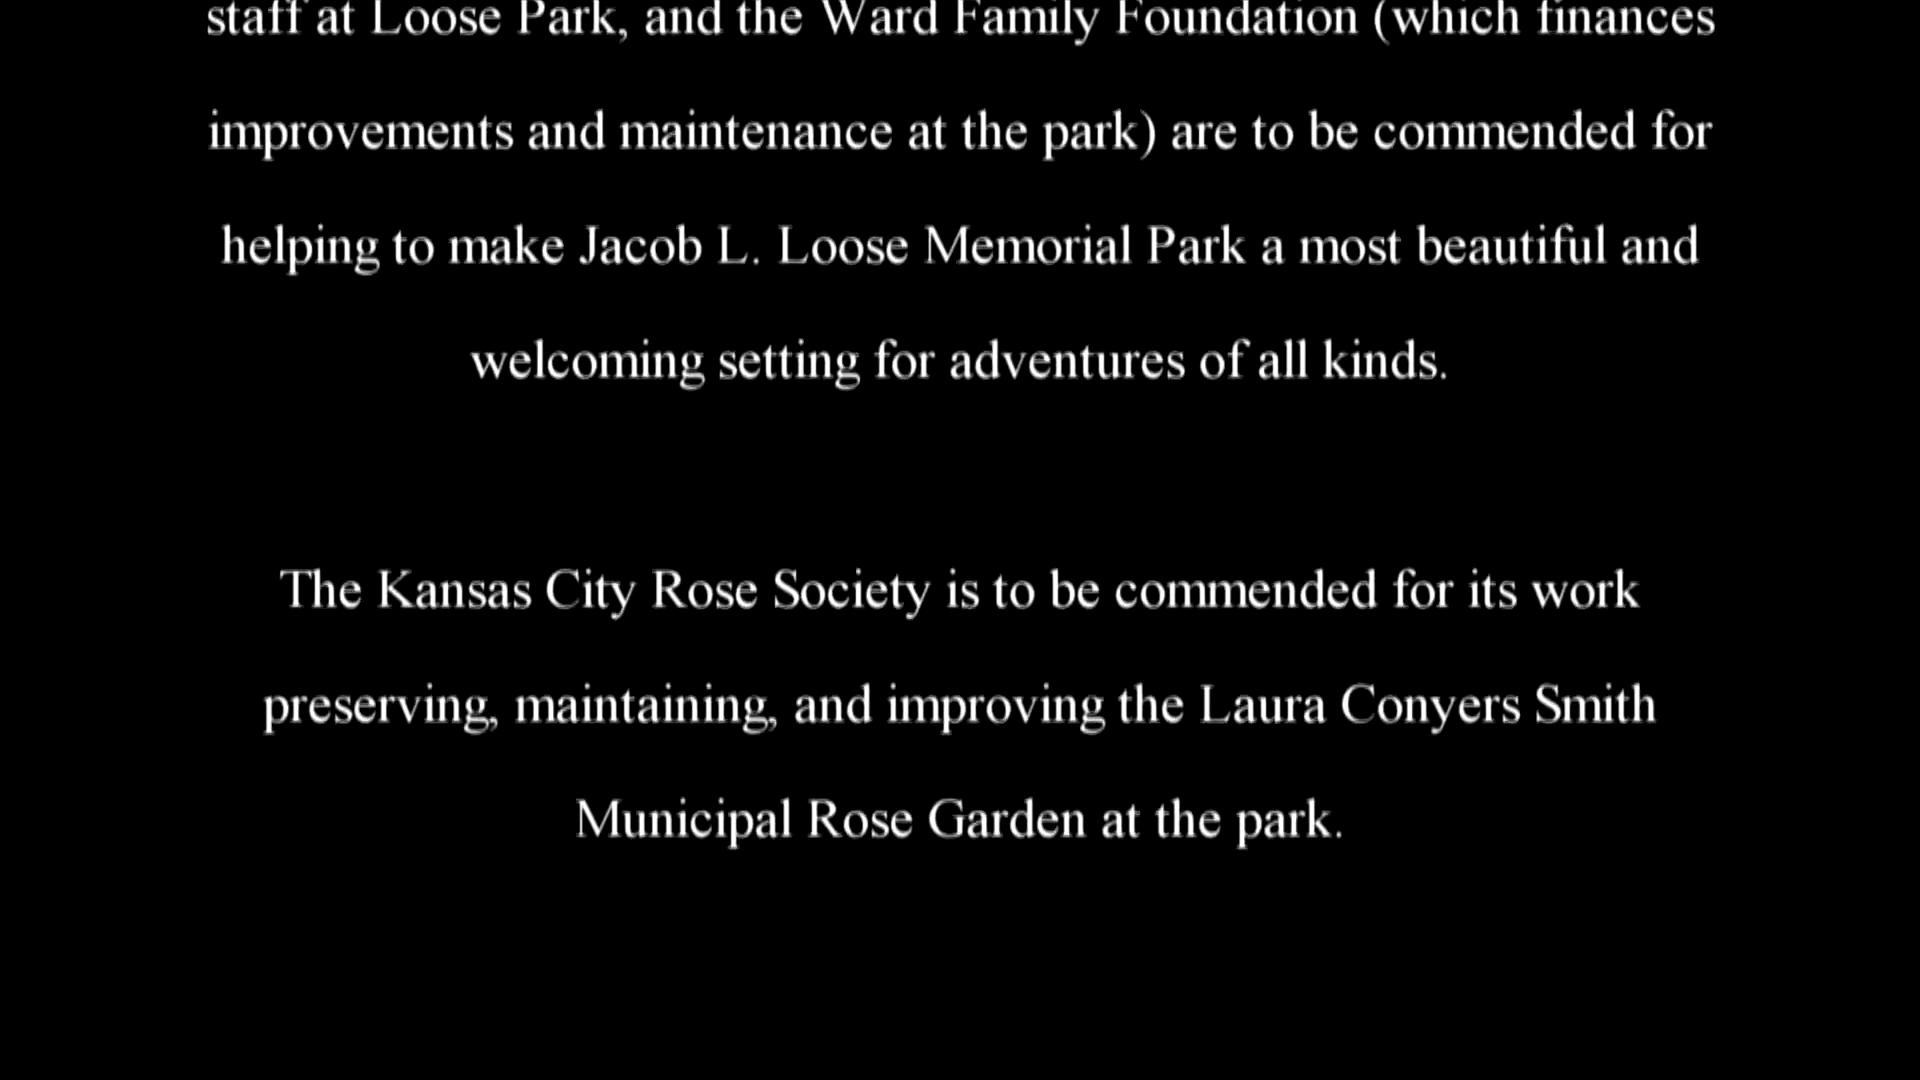 staff at Loose Park, and the Ward Family Foundation (which finances
improvements and maintenance at the park) are to be commended for
helping to make Jacob L. Loose Memorial Park a most beautiful and
welcoming setting for adventures of all kinds.
The Kansas City Rose Society is to be commended for its work
preserving, maintaining, and improving the Laura Conyers Smith
Municipal Rose Garden at the park.